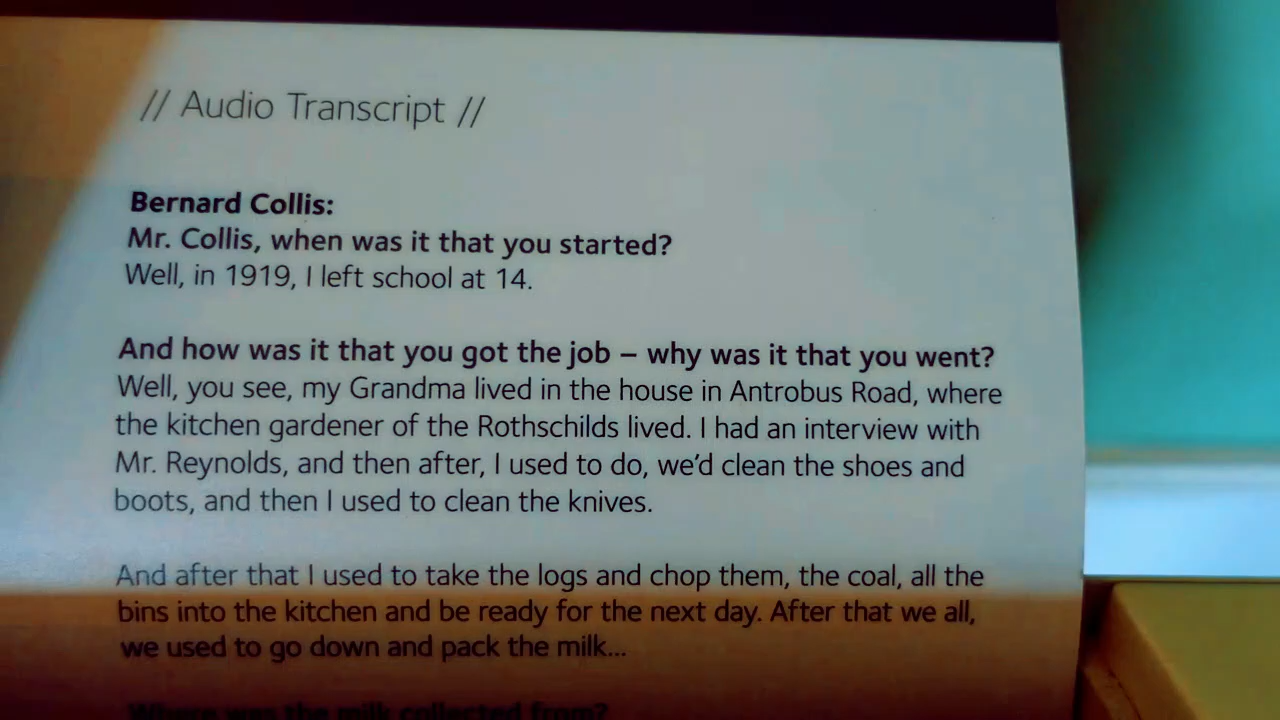 // Audio Transcript //
Bernard Collis:
Mr. Collis, when was it that you started?
Well, in 1919, I left school at 14.
And how was it that you got the job – why was it that you went?
Well, you see, my Grandma lived in the house in Antrobus Road, where
the kitchen gardener of the Rothschilds lived. I had an interview with
Mr. Reynolds, and then after, I used to do, we’d clean the shoes and
boots, and then I used to clean the knives.
And after that I used to take the logs and chop them, the coal, all the
bins into the kitchen and be ready for the next day. After that we all,
we used to go down and pack the milk...
Where was the milk collected from?